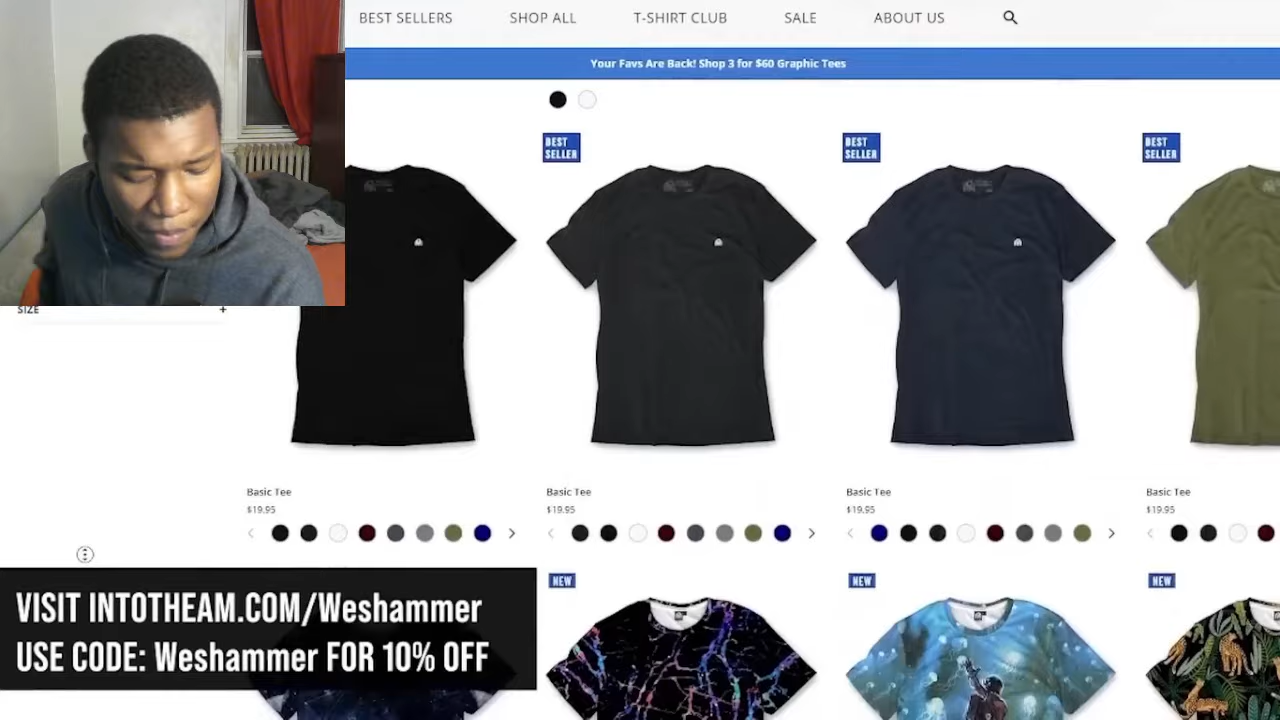 BEST SELLERS SHOP ALL T-SHIRT CLUB SALE ABOUT US
Your Favs Are Back! Shop 3 for $60 Graphic Tees
BEST
SELLER
BEST
SELLER
BEST
SELLER
SIZE +
Basic Tee
$19.95
Basic Tee
$19.95
Basic Tee
$19.95
Basic Tee
$19.95
NEW
NEW
NEW
VISIT INTOTHEAM.COM/Weshammer
USE CODE: Weshammer FOR 10% OFF